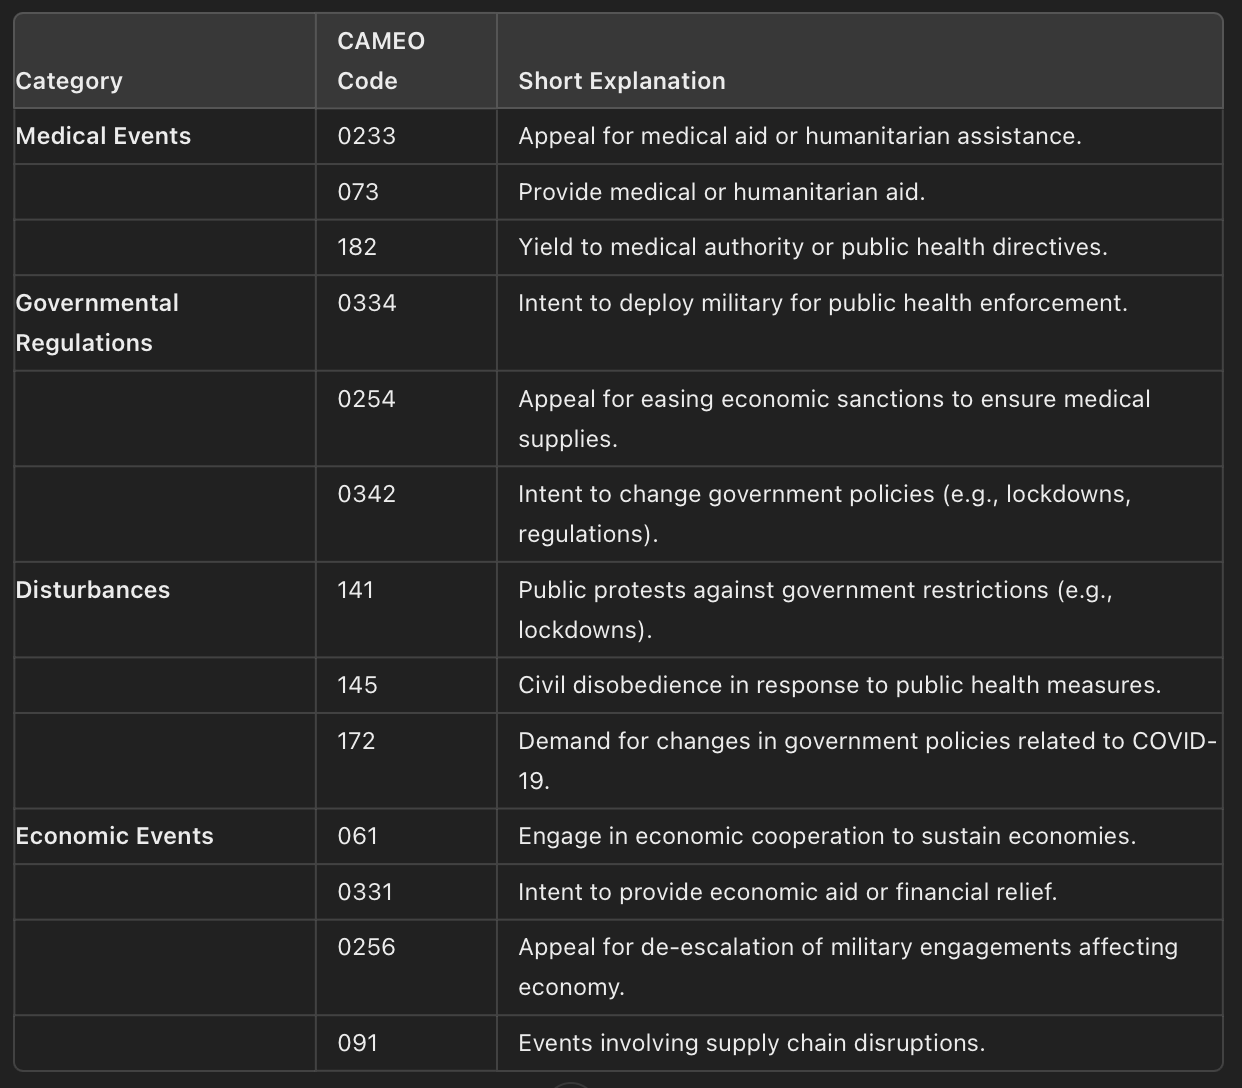 Category
CAMEO
Code
Short Explanation
Medical Events
0233
Appeal for medical aid or humanitarian assistance.
073
Provide medical or humanitarian aid.
182
Yield to medical authority or public health directives.
Governmental
Regulations
0334
Intent to deploy military for public health enforcement.
0254
Appeal for easing economic sanctions to ensure medical
supplies.
0342
Intent to change government policies (e.g., lockdowns,
regulations).
Disturbances
141
Public protests against government restrictions (e.g.,
lockdowns).
145
Civil disobedience in response to public health measures.
172
Demand for changes in government policies related to COVID-
19.
Economic Events
061
Engage in economic cooperation to sustain economies.
0331
Intent to provide economic aid or financial relief.
0256
Appeal for de-escalation of military engagements affecting
economy.
091
Events involving supply chain disruptions.